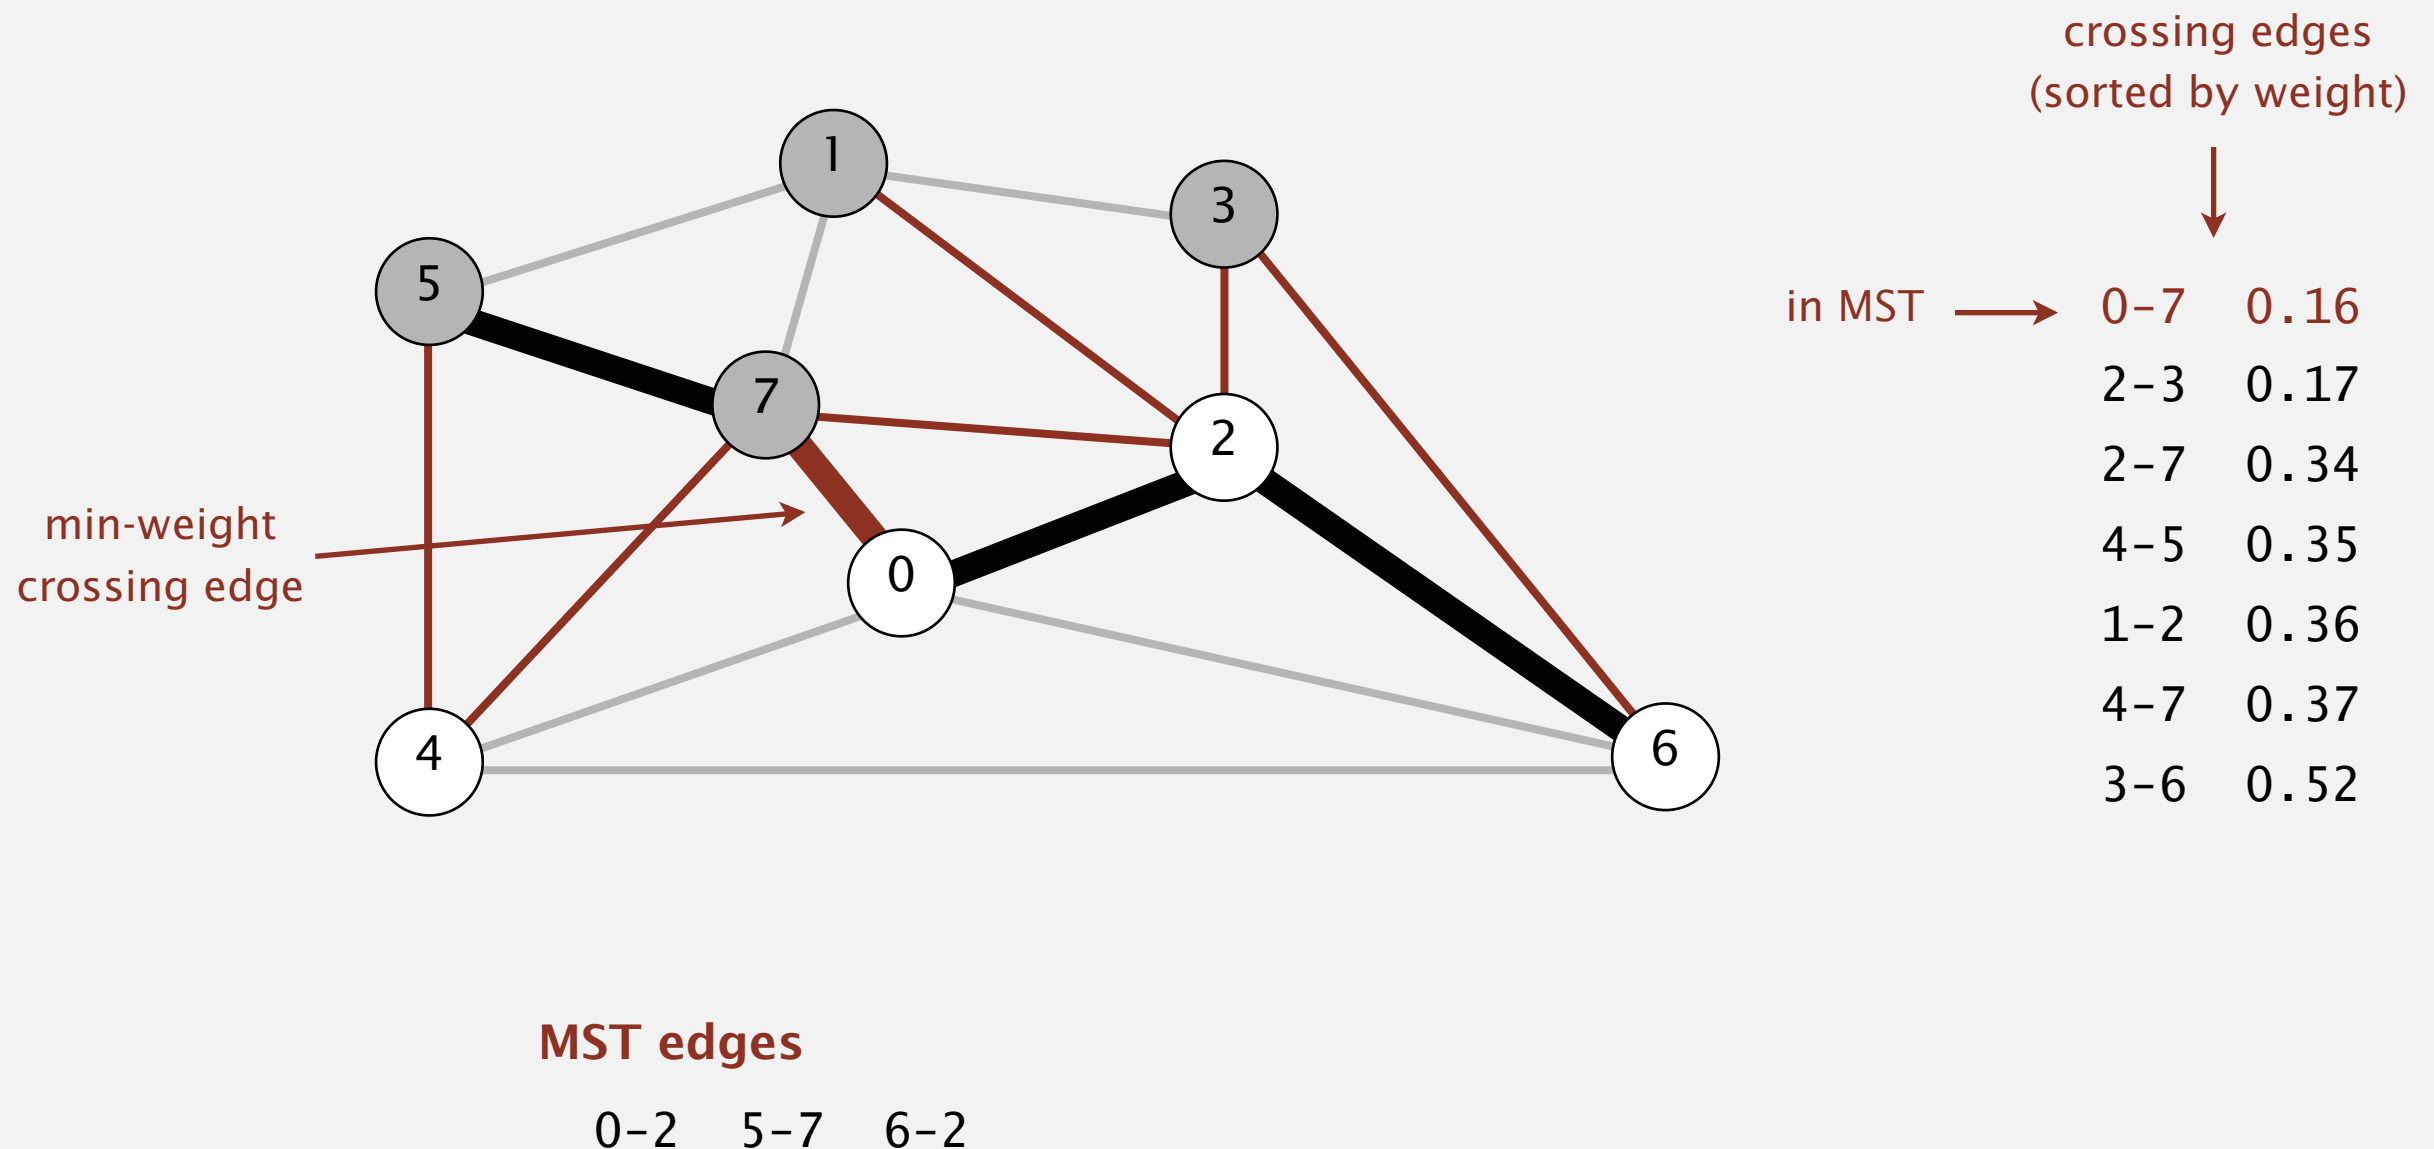 crossing edges
(sorted by weight)
1
3
5
in MST
0-7 0.16
7
2-3 0.17
2
2-7 0.34
min-weight
crossing edge
4-5 0.35
0
1-2 0.36
4-7 0.37
4
6
3-6 0.52
MST edges
0-2 5-7 6-2